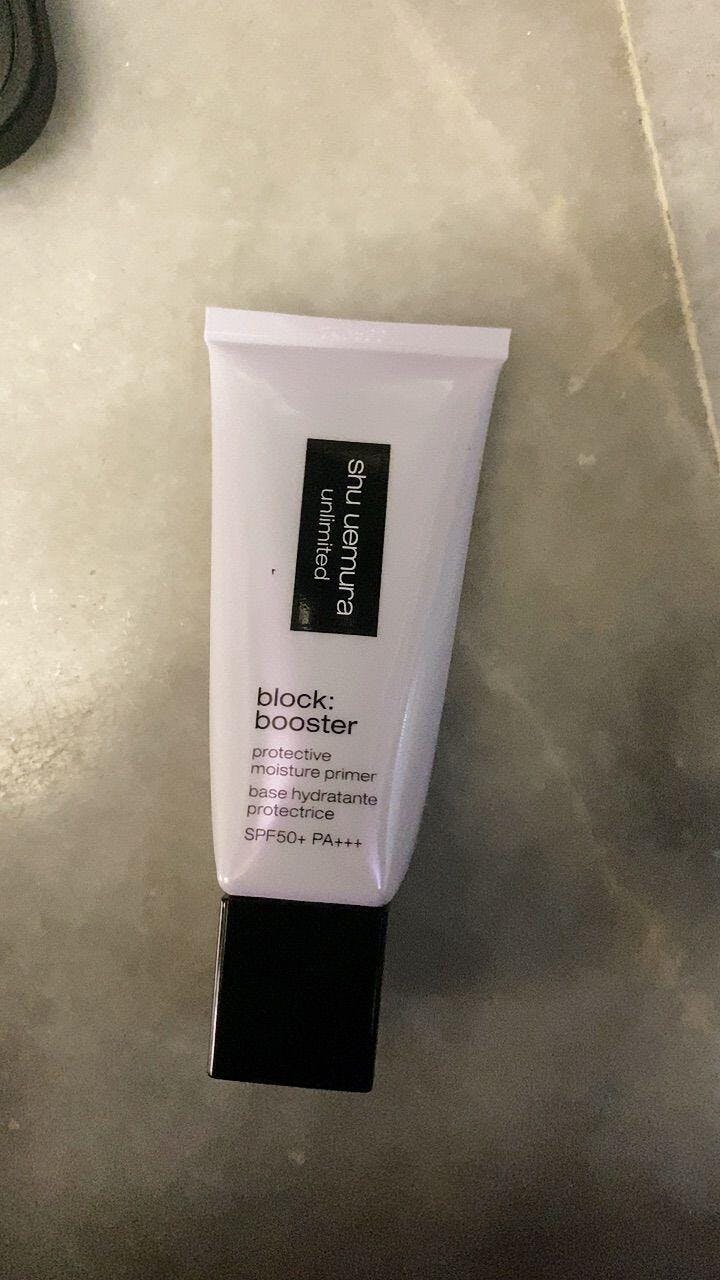 shu uemura
unlimited
block:
booster
protective
moisture primer
base hydratante
protectrice
SPF50+ PA+++